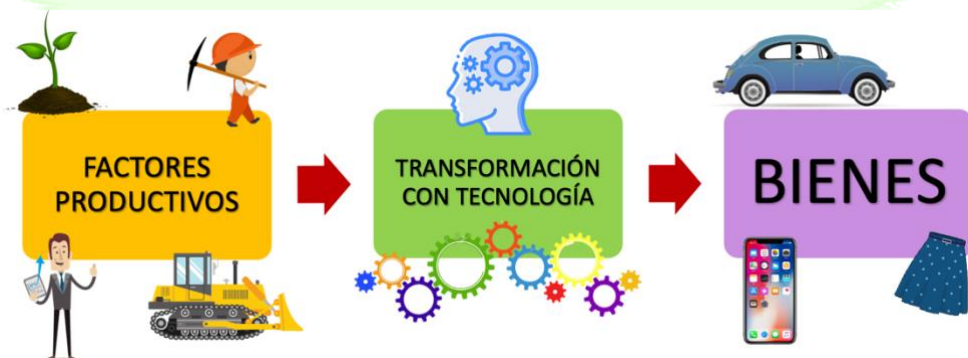 FACTORES
PRODUCTIVOS
TRANSFORMACIÓN
CON TECNOLOGÍA
BIENES